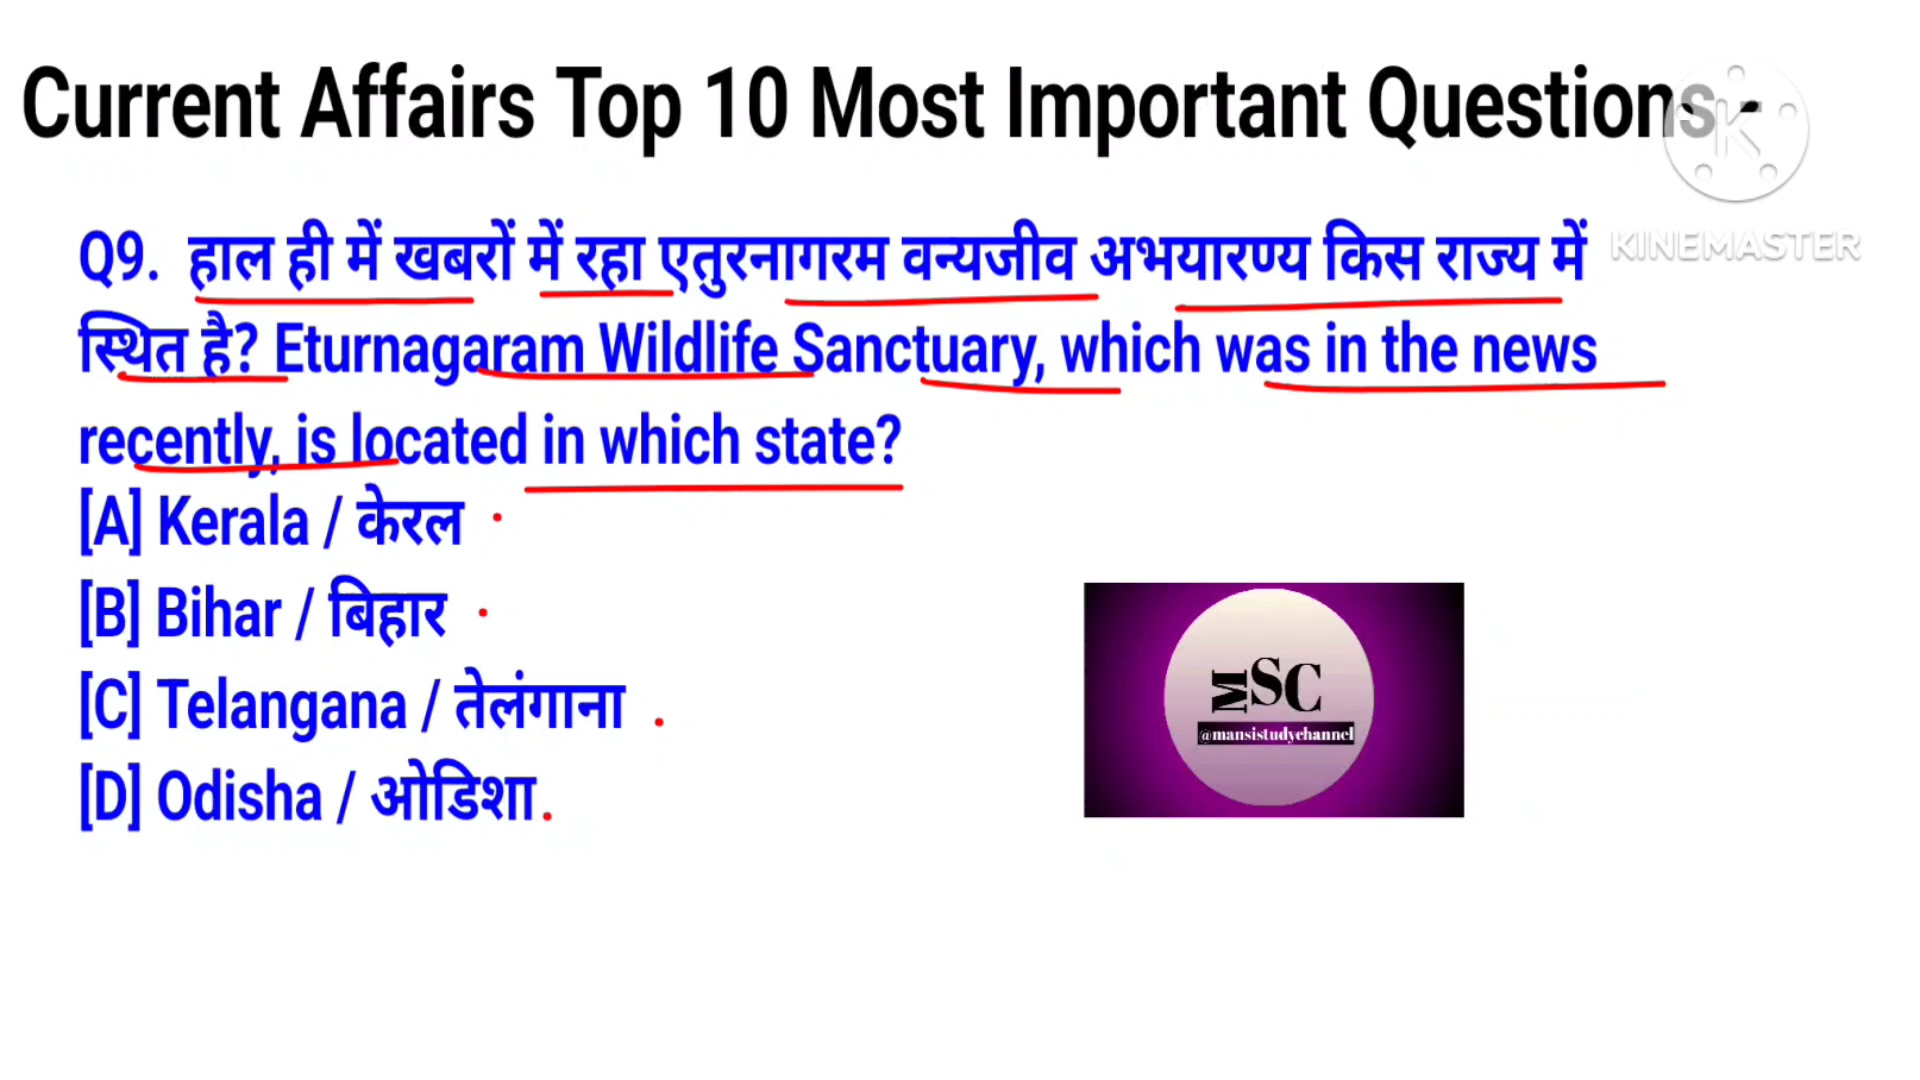 Current Affairs Top 10 Most Important Questions -
KINEMASTER
Q9. हाल ही में खबरों में रहा एतुरनागरम वन्यजीव अभयारण्य किस राज्य में
स्थित है? Eturnagaram Wildlife Sanctuary, which was in the news
recently, is located in which state?
[A] Kerala / केरल
[B] Bihar / बिहार
[C] Telangana / तेलंगाना
[D] Odisha / ओडिशा
MSC
@mansistudychannel